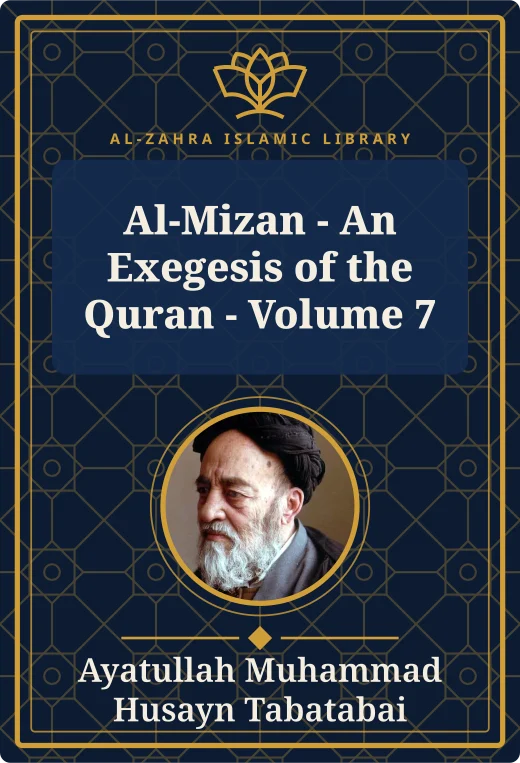 AL-ZAHRA ISLAMIC LIBRARY
Al-Mizan - An
Exegesis of the
Quran - Volume 7
Ayatullah Muhammad
Husayn Tabatabai